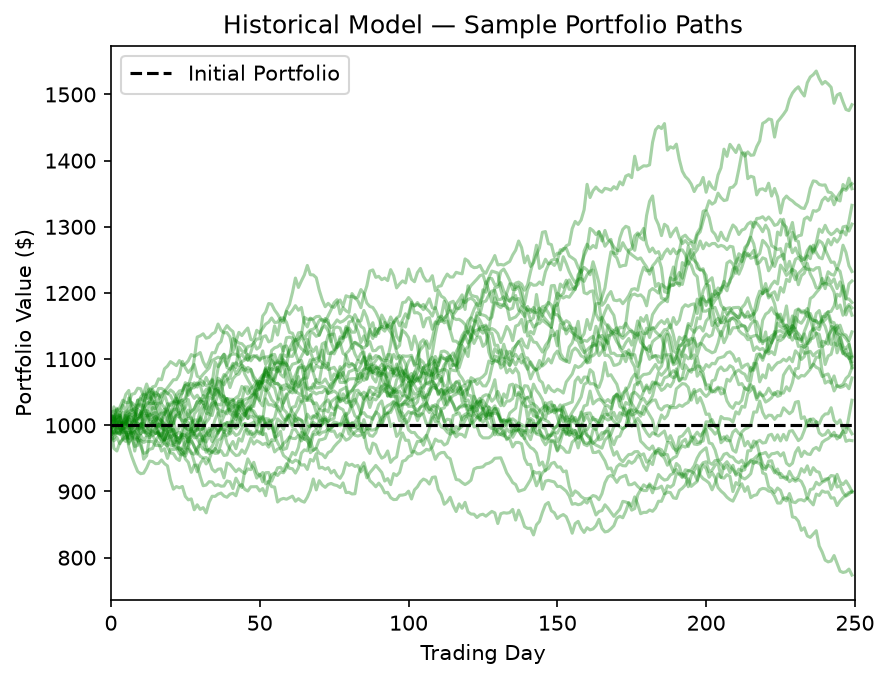 Historical Model — Sample Portfolio Paths
Initial Portfolio
Portfolio Value ($)
1500
1400
1300
1200
1100
1000
900
800
0 50 100 150 200 250
Trading Day